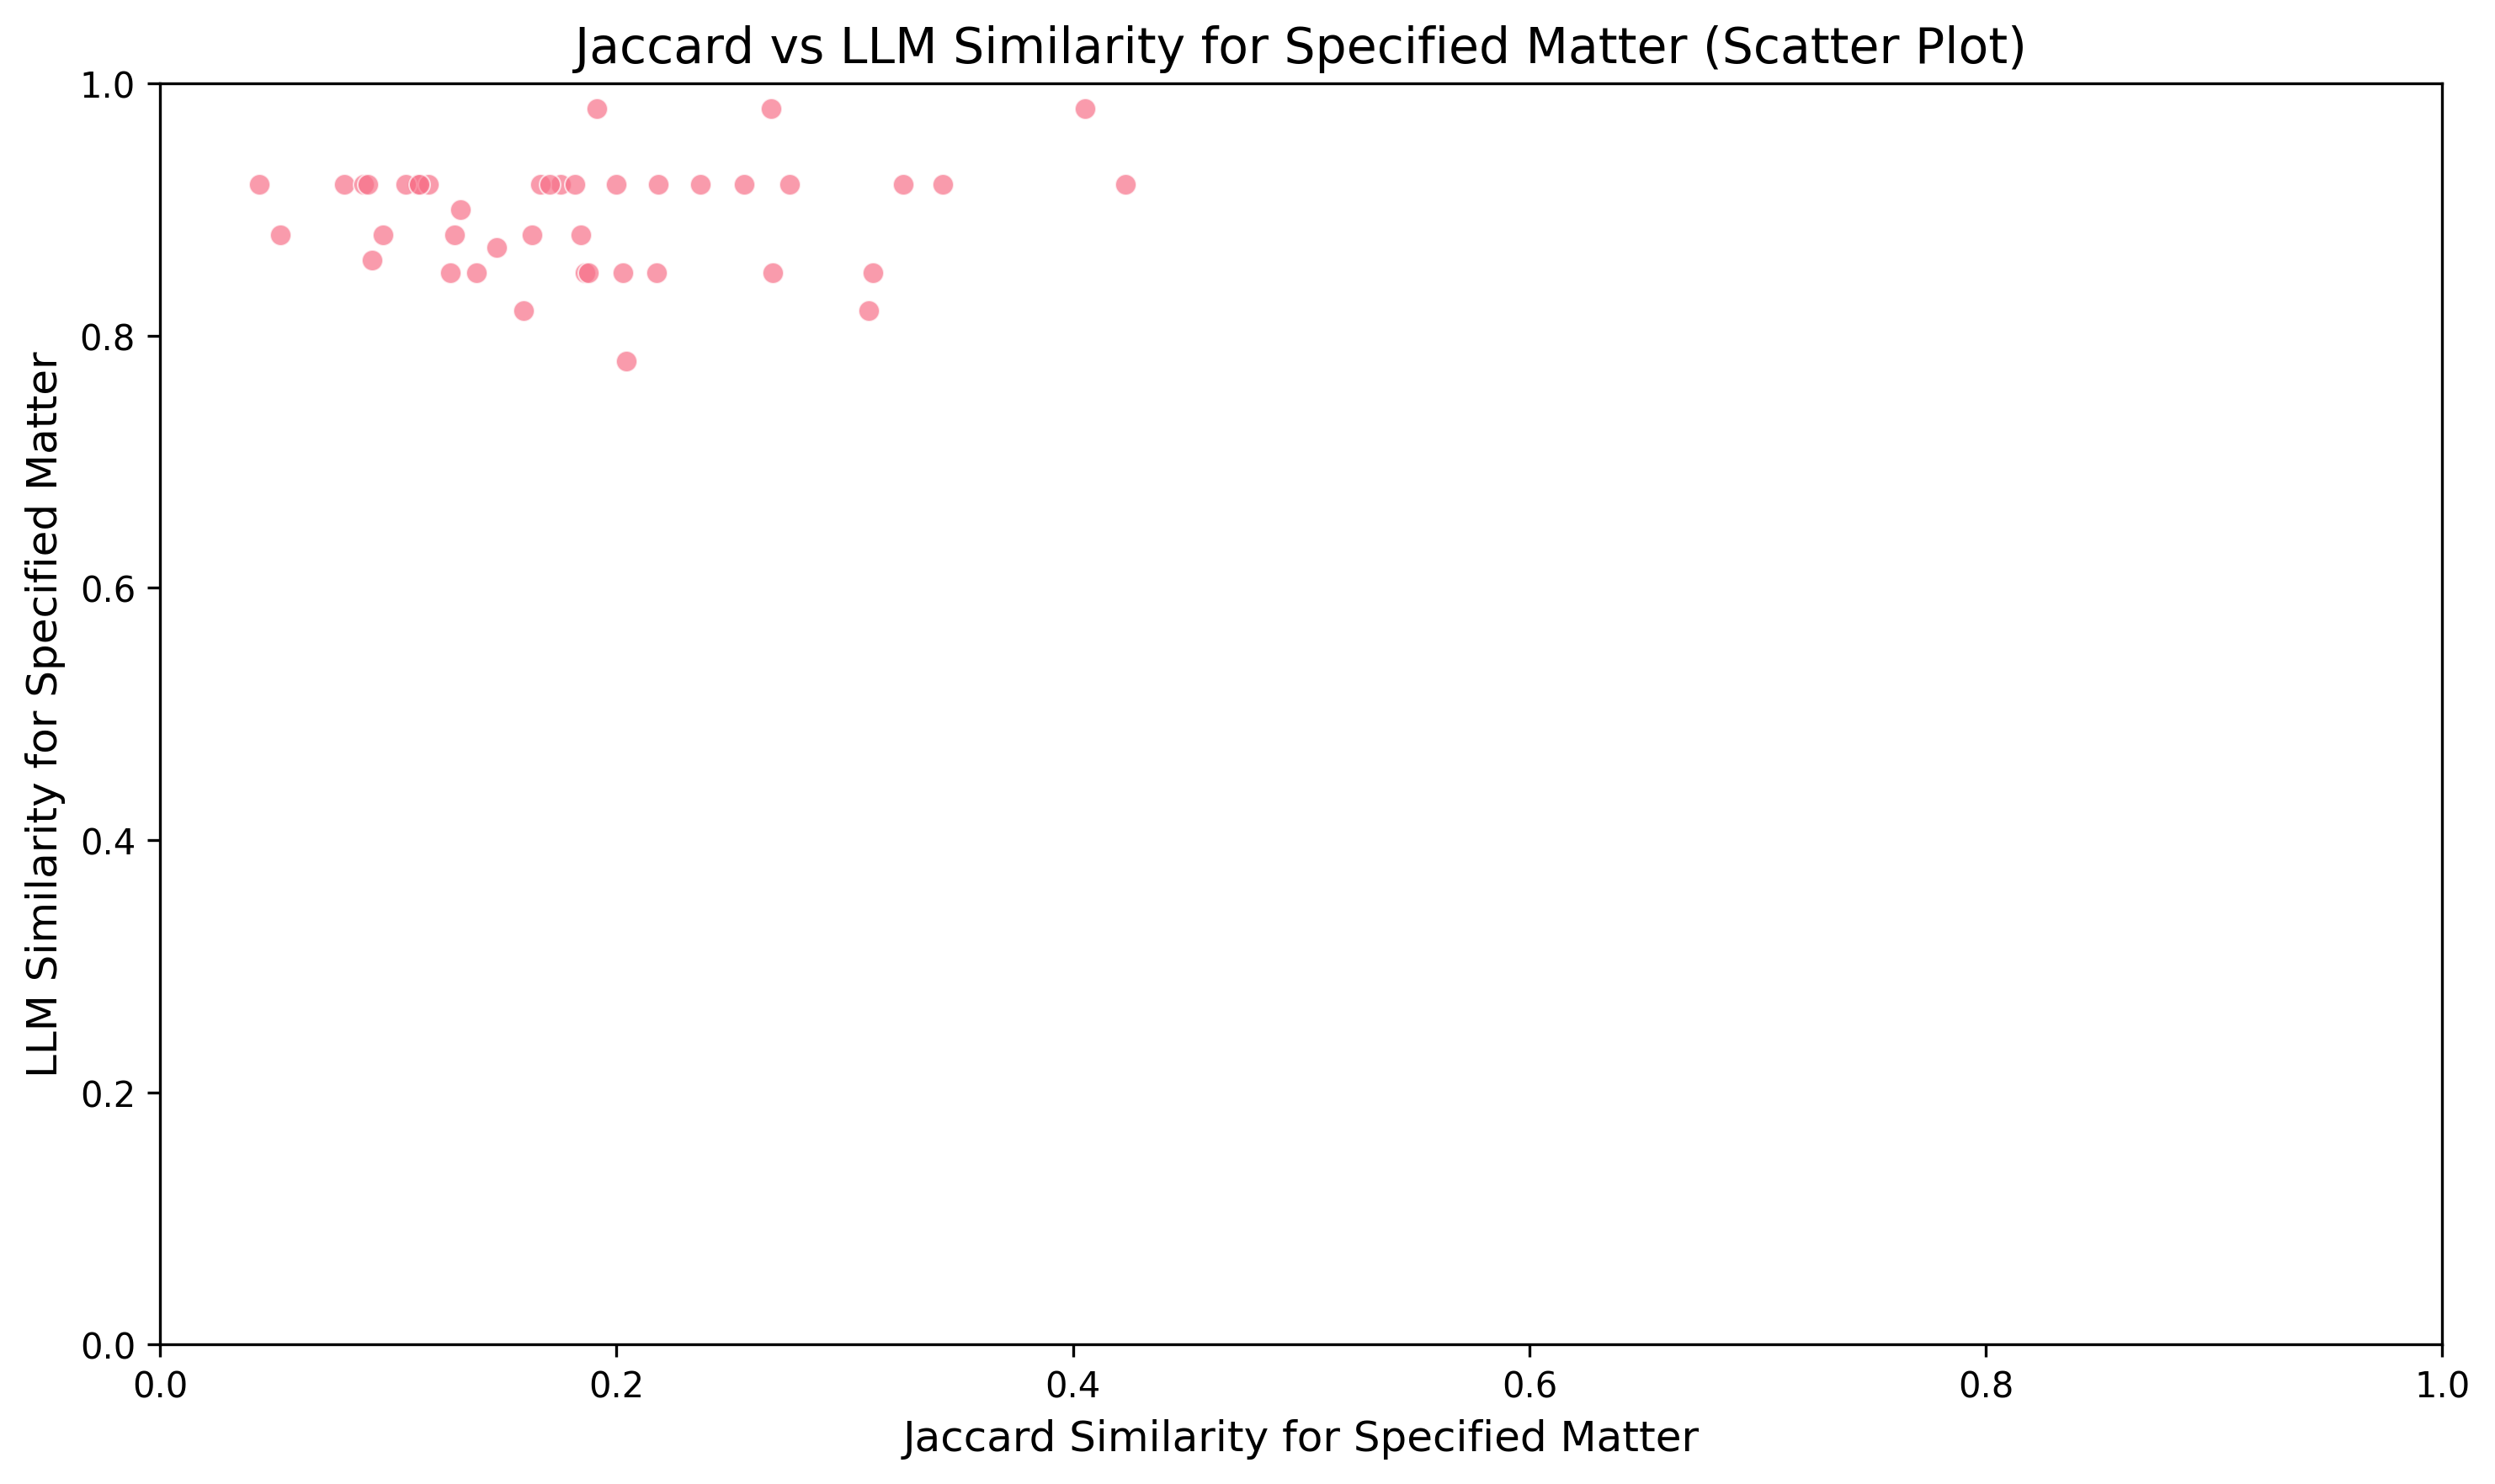 Jaccard vs LLM Similarity for Specified Matter (Scatter Plot)
LLM Similarity for Specified Matter
1.0
0.8
0.6
0.4
0.2
0.0
0.0 0.2 0.4 0.6 0.8 1.0
Jaccard Similarity for Specified Matter